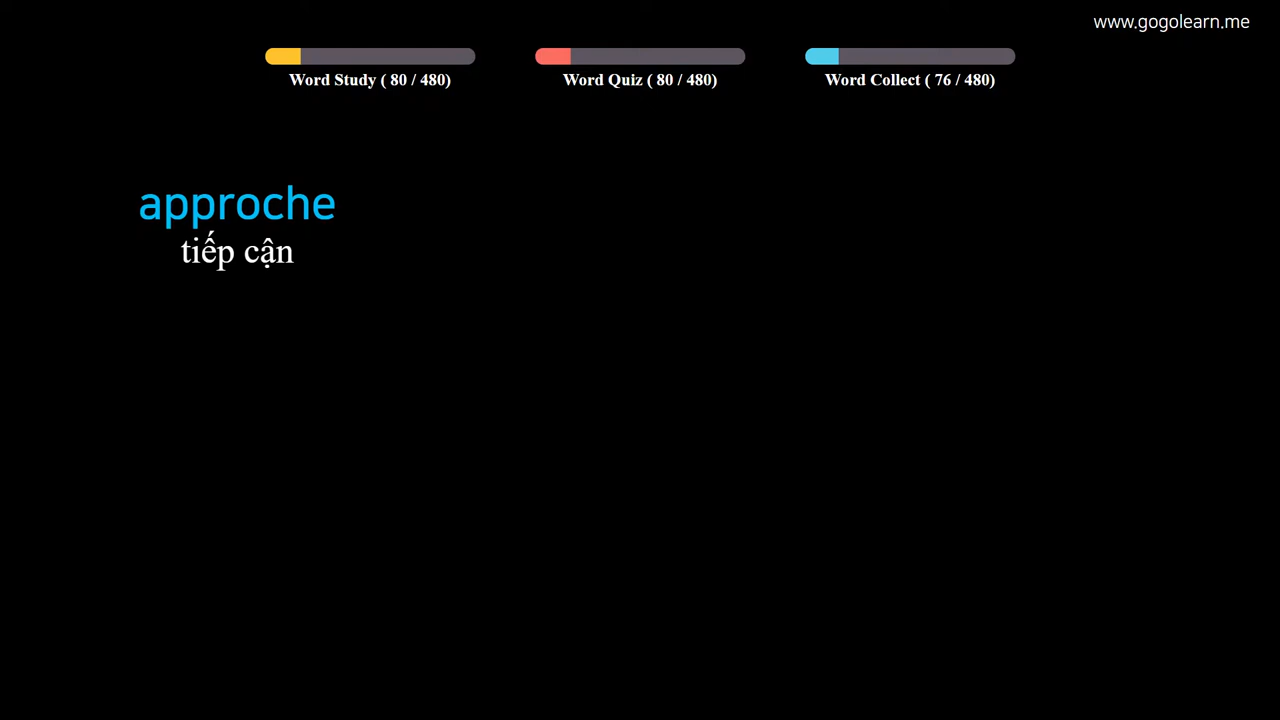 www.gogolearn.me
Word Study ( 80 / 480)
Word Quiz ( 80 / 480)
Word Collect ( 76 / 480)
approche
tiếp cận